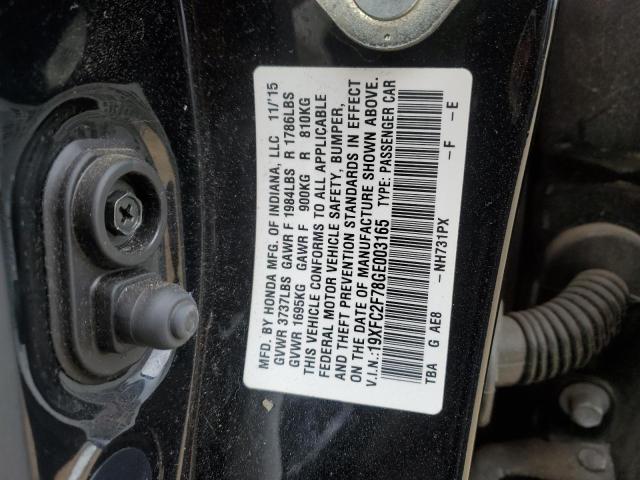 MFD. BY HONDA MFG. OF INDIANA, LLC 11/'15
GVWR 3737LBS GAWR F 1984LBS R 1786LBS
GVWR 1695KG GAWR F 900KG R 810KG
THIS VEHICLE CONFORMS TO ALL APPLICABLE
FEDERAL MOTOR VEHICLE SAFETY, BUMPER,
AND THEFT PREVENTION STANDARDS IN EFFECT
ON THE DATE OF MANUFACTURE SHOWN ABOVE.
V.I.N.:19XFC2F78GE003165 TYPE: PASSENGER CAR
TBA G AE8 -NH731PX -F -E